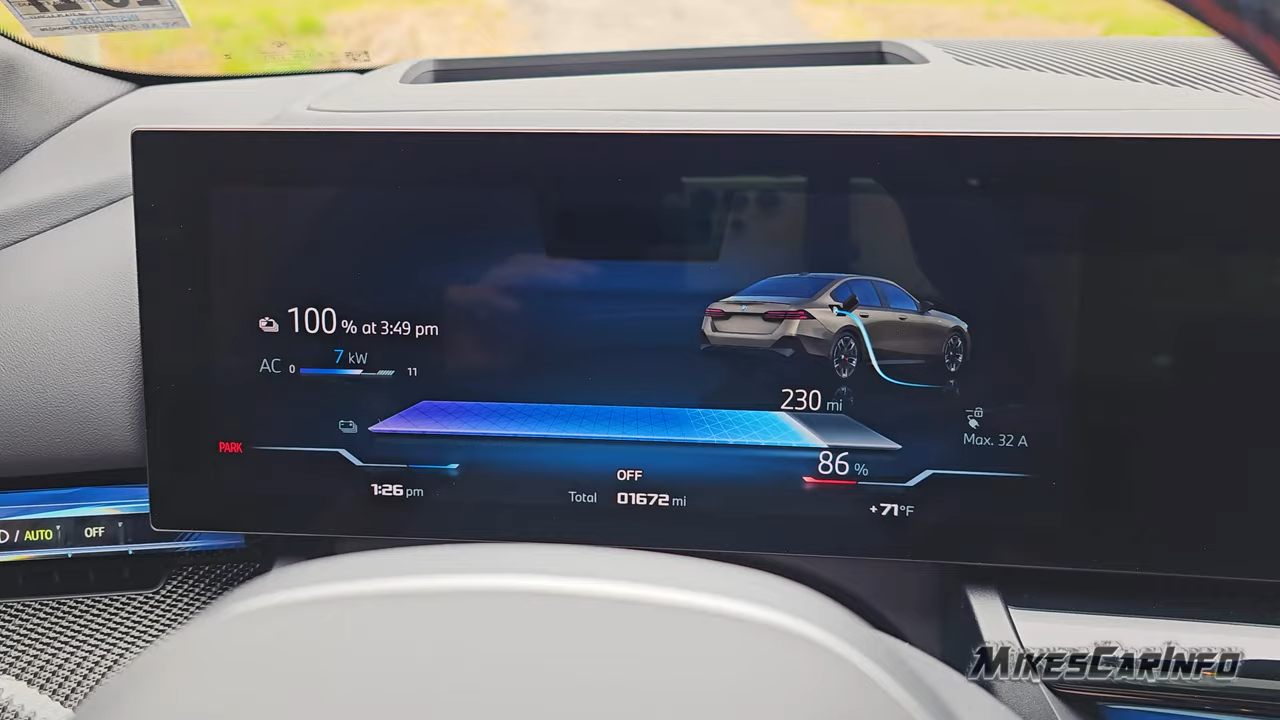 INSPECTION
100 % at 3:49 pm
AC 0 7 kW 11
230 mi
Max. 32 A
PARK
86 %
OFF
1:26 pm
Total 01672 mi
+71°F
/ AUTO OFF
MIKESCARINFO